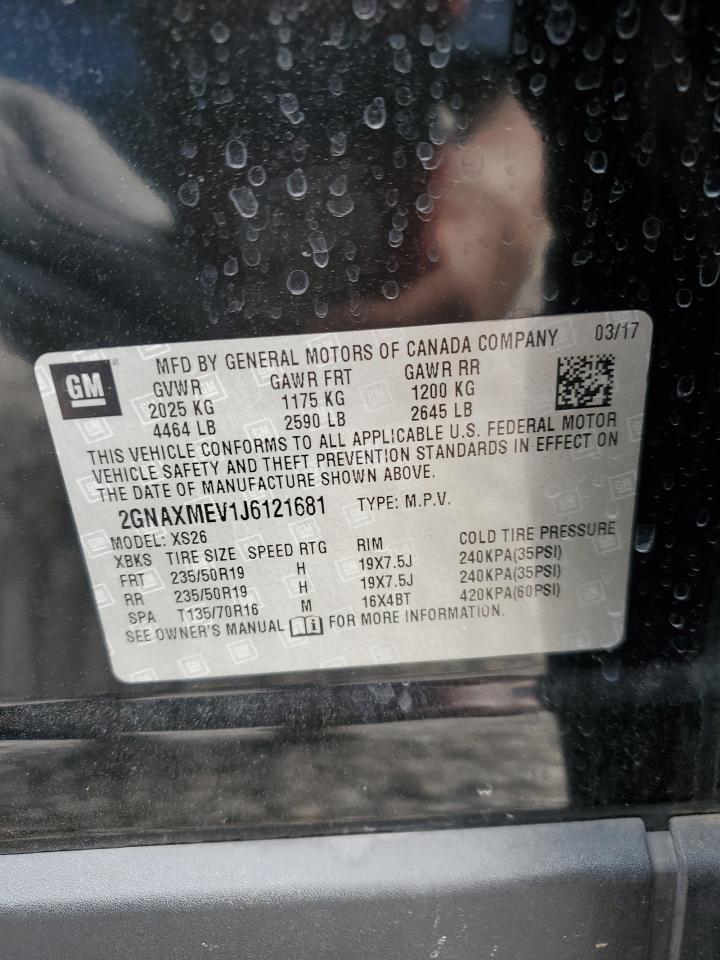 GM
MFD BY GENERAL MOTORS OF CANADA COMPANY 03/17
GVWR GAWR FRT GAWR RR
2025 KG 1175 KG 1200 KG
4464 LB 2590 LB 2645 LB
THIS VEHICLE CONFORMS TO ALL APPLICABLE U.S. FEDERAL MOTOR
VEHICLE SAFETY AND THEFT PREVENTION STANDARDS IN EFFECT ON
THE DATE OF MANUFACTURE SHOWN ABOVE.
2GNAXMEV1J6121681 TYPE: M.P.V.
MODEL: XS26
XBKS TIRE SIZE SPEED RTG RIM COLD TIRE PRESSURE
FRT 235/50R19 H 19X7.5J 240KPA(35PSI)
RR 235/50R19 H 19X7.5J 240KPA(35PSI)
SPA T135/70R16 M 16X4BT 420KPA(60PSI)
SEE OWNER'S MANUAL i FOR MORE INFORMATION.